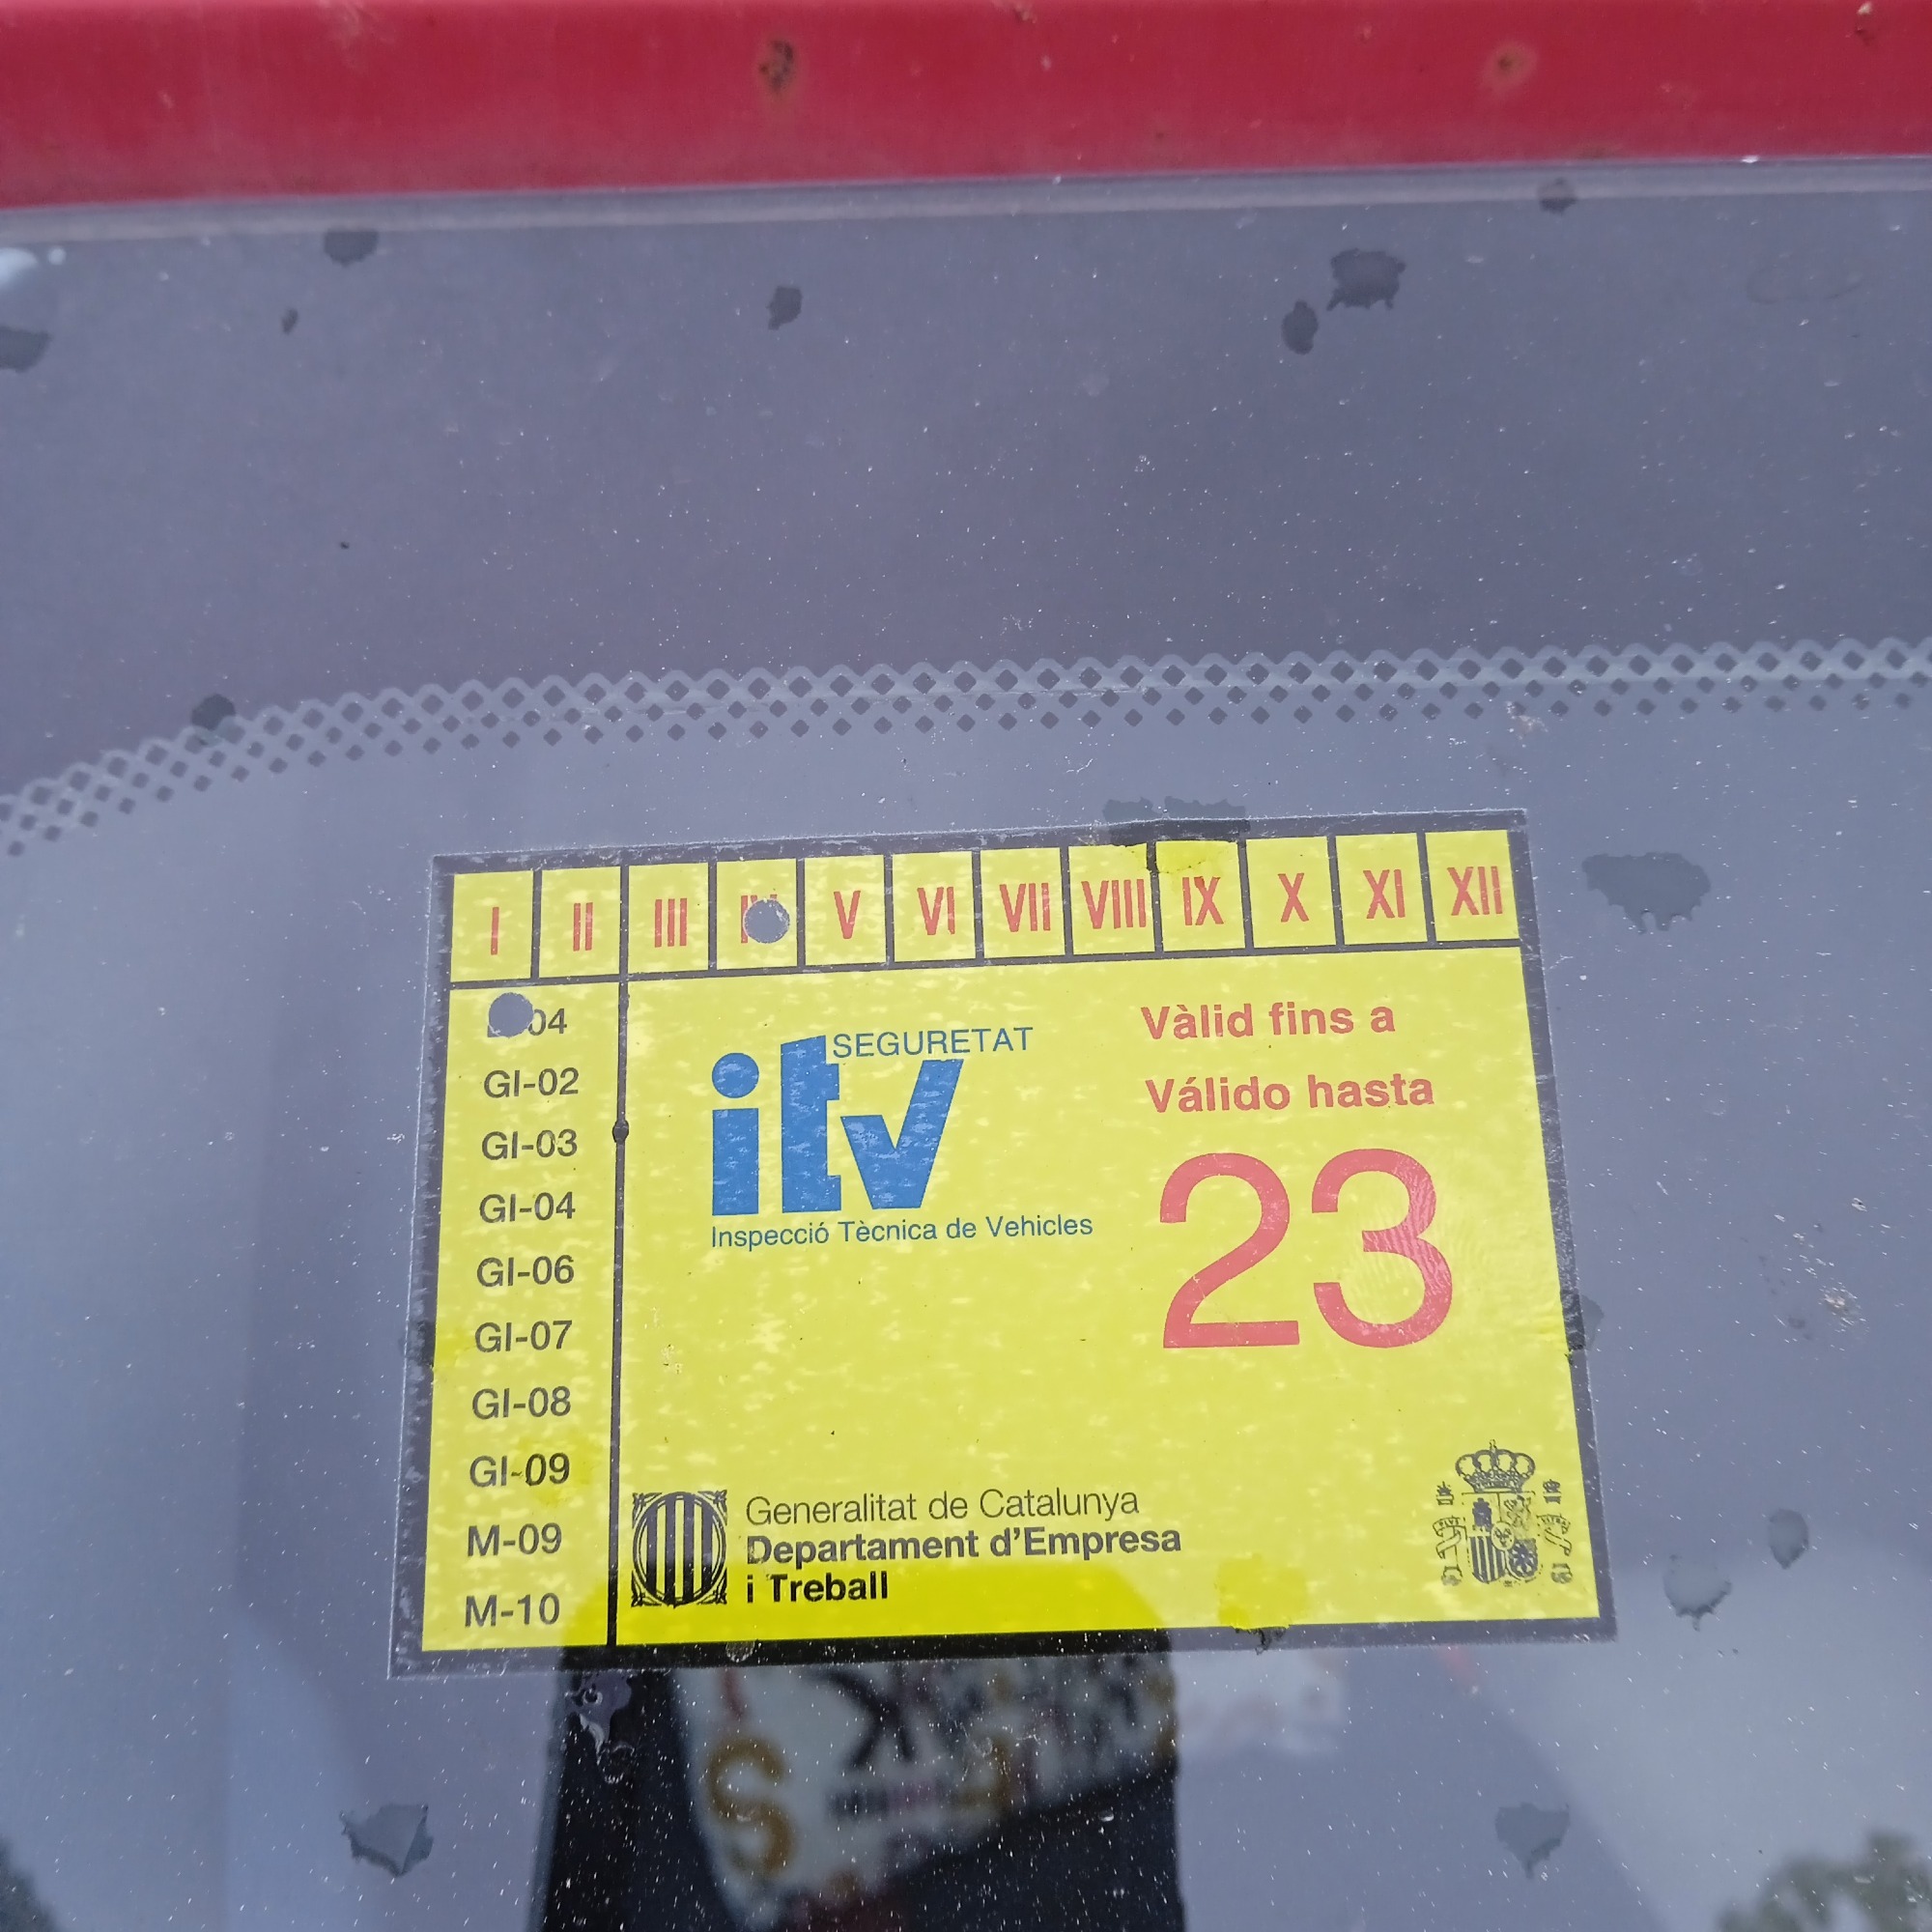 I II III IV V VI VII VIII IX X XI XII
04
GI-02
GI-03
GI-04
GI-06
GI-07
GI-08
GI-09
M-09
M-10
SEGURETAT
itv
Inspecció Tècnica de Vehicles
Vàlid fins a
Válido hasta
23
Generalitat de Catalunya
Departament d'Empresa
i Treball